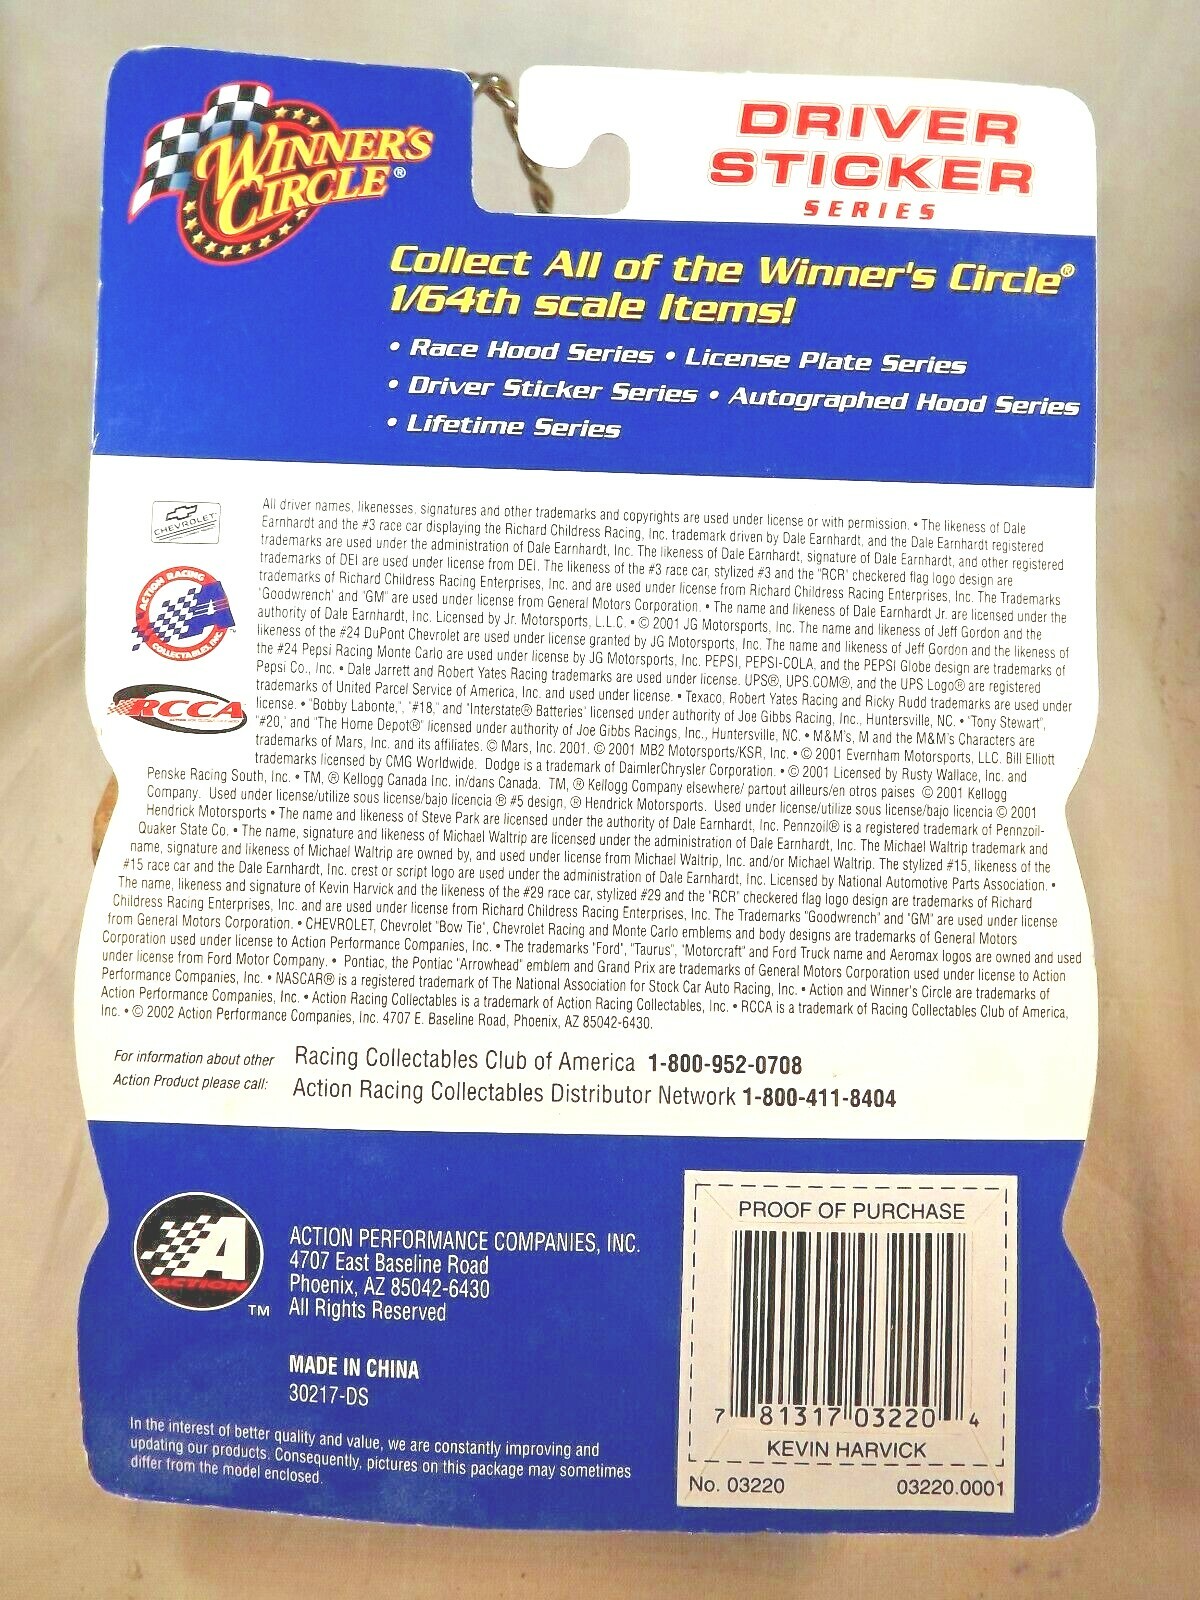 WINNER'S
CIRCLE®
DRIVER
STICKER
SERIES
Collect All of the Winner's Circle®
1/64th scale Items!
• Race Hood Series • License Plate Series
• Driver Sticker Series • Autographed Hood Series
• Lifetime Series
CHEVROLET
ACTION RACING
COLLECTABLES, INC.
RCCA
All driver names, likenesses, signatures and other trademarks and copyrights are used under license or with permission. • The likeness of Dale
Earnhardt and the #3 race car displaying the Richard Childress Racing, Inc. trademark driven by Dale Earnhardt, and the Dale Earnhardt registered
trademarks are used under the administration of Dale Earnhardt, Inc. The likeness of Dale Earnhardt, signature of Dale Earnhardt, and other registered
trademarks of DEI are used under license from DEI. The likeness of the #3 race car, stylized #3 and the "RCR" checkered flag logo design are
trademarks of Richard Childress Racing Enterprises, Inc. and are used under license from Richard Childress Racing Enterprises, Inc. The Trademarks
"Goodwrench" and "GM" are used under license from General Motors Corporation. • The name and likeness of Dale Earnhardt Jr. are licensed under the
authority of Dale Earnhardt, Inc. Licensed by Jr. Motorsports, L.L.C. • © 2001 JG Motorsports, Inc. The name and likeness of Jeff Gordon and the
likeness of the #24 DuPont Chevrolet are used under license granted by JG Motorsports, Inc. The name and likeness of Jeff Gordon and the likeness of
the #24 Pepsi Racing Monte Carlo are used under license by JG Motorsports, Inc. PEPSI, PEPSI-COLA, and the PEPSI Globe design are trademarks of
Pepsi Co., Inc. • Dale Jarrett and Robert Yates Racing trademarks are used under license. UPS®, UPS.COM®, and the UPS Logo® are registered
trademarks of United Parcel Service of America, Inc. and used under license. • Texaco, Robert Yates Racing and Ricky Rudd trademarks are used under
license. • "Bobby Labonte,", "#18," and "Interstate® Batteries" licensed under authority of Joe Gibbs Racing, Inc., Huntersville, NC. • "Tony Stewart",
"#20," and "The Home Depot®" licensed under authority of Joe Gibbs Racings, Inc., Huntersville, NC. • M&M's, M and the M&M's Characters are
trademarks of Mars, Inc. and its affiliates. © Mars, Inc. 2001. © 2001 MB2 Motorsports/KSR, Inc. • © 2001 Evernham Motorsports, LLC. Bill Elliott
trademarks licensed by CMG Worldwide. Dodge is a trademark of DaimlerChrysler Corporation. • © 2001 Licensed by Rusty Wallace, Inc. and
Penske Racing South, Inc. • TM, ® Kellogg Canada Inc. in/dans Canada. TM, ® Kellogg Company elsewhere/ partout ailleurs/en otros paises © 2001 Kellogg
Company. Used under license/utilize sous license/bajo licencia ® #5 design, ® Hendrick Motorsports. Used under license/utilize sous license/bajo licencia © 2001
Hendrick Motorsports • The name and likeness of Steve Park are licensed under the authority of Dale Earnhardt, Inc. Pennzoil® is a registered trademark of Pennzoil-
Quaker State Co. • The name, signature and likeness of Michael Waltrip are licensed under the administration of Dale Earnhardt, Inc. The Michael Waltrip trademark and
name, signature and likeness of Michael Waltrip are owned by, and used under license from Michael Waltrip, Inc. and/or Michael Waltrip. The stylized #15, likeness of the
#15 race car and the Dale Earnhardt, Inc. crest or script logo are used under the administration of Dale Earnhardt, Inc. Licensed by National Automotive Parts Association. •
The name, likeness and signature of Kevin Harvick and the likeness of the #29 race car, stylized #29 and the "RCR" checkered flag logo design are trademarks of Richard
Childress Racing Enterprises, Inc. and are used under license from Richard Childress Racing Enterprises, Inc. The Trademarks "Goodwrench" and "GM" are used under license
from General Motors Corporation. • CHEVROLET, Chevrolet "Bow Tie", Chevrolet Racing and Monte Carlo emblems and body designs are trademarks of General Motors
Corporation used under license to Action Performance Companies, Inc. • The trademarks "Ford", "Taurus", "Motorcraft" and Ford Truck name and Aeromax logos are owned and used
under license from Ford Motor Company. • Pontiac, the Pontiac "Arrowhead" emblem and Grand Prix are trademarks of General Motors Corporation used under license to Action
Performance Companies, Inc. • NASCAR® is a registered trademark of The National Association for Stock Car Auto Racing, Inc. • Action and Winner's Circle are trademarks of
Action Performance Companies, Inc. • Action Racing Collectables is a trademark of Action Racing Collectables, Inc. • RCCA is a trademark of Racing Collectables Club of America,
Inc. • © 2002 Action Performance Companies, Inc. 4707 E. Baseline Road, Phoenix, AZ 85042-6430.
For information about other
Action Product please call:
Racing Collectables Club of America 1-800-952-0708
Action Racing Collectables Distributor Network 1-800-411-8404
A
ACTION
TM
ACTION PERFORMANCE COMPANIES, INC.
4707 East Baseline Road
Phoenix, AZ 85042-6430
All Rights Reserved
MADE IN CHINA
30217-DS
In the interest of better quality and value, we are constantly improving and
updating our products. Consequently, pictures on this package may sometimes
differ from the model enclosed.
PROOF OF PURCHASE
7 81317 03220 4
KEVIN HARVICK
No. 03220 03220.0001